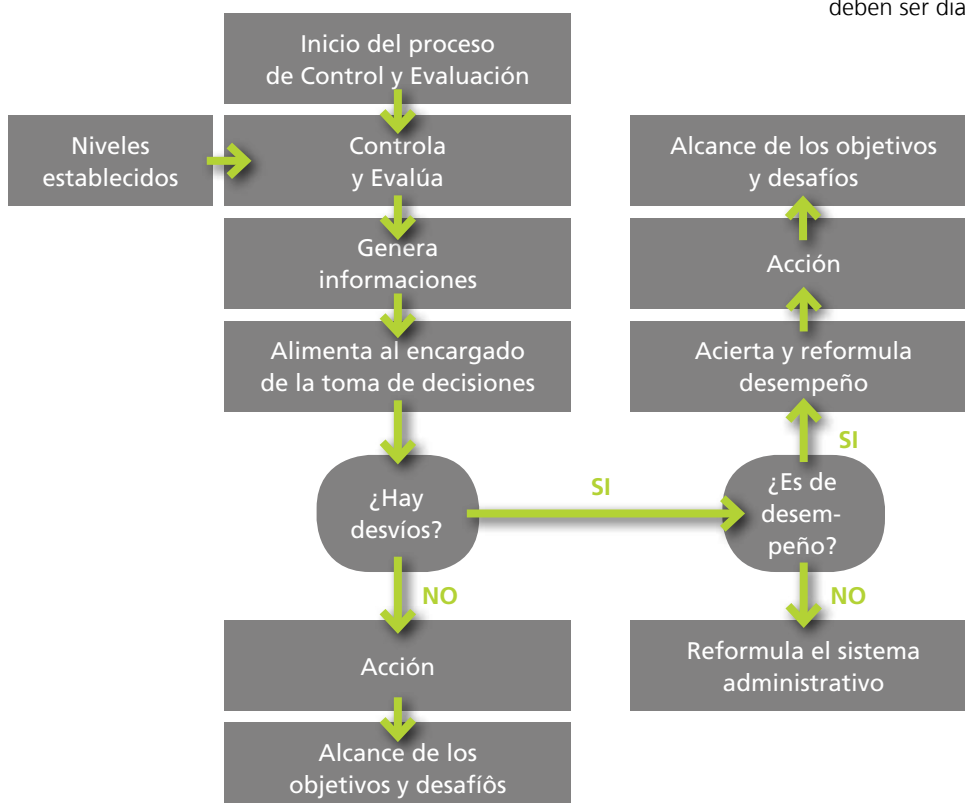 deben ser dia
Inicio del proceso
de Control y Evaluación
Niveles
establecidos
Controla
y Evalúa
Genera
informaciones
Alimenta al encargado
de la toma de decisiones
¿Hay
desvíos?
SI
NO
Acción
Alcance de los
objetivos y desafíôs
Alcance de los objetivos
y desafíos
Acción
Acierta y reformula
desempeño
SI
¿Es de
desem-
peño?
NO
Reformula el sistema
administrativo